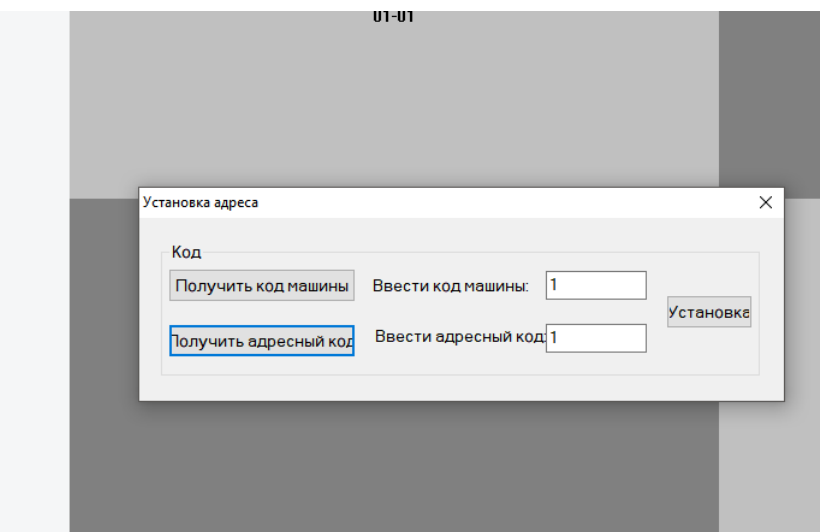 01-01
Установка адреса
Код
Получить код машины
Ввести код машины:
1
Установка
Получить адресный код
Ввести адресный код:
1